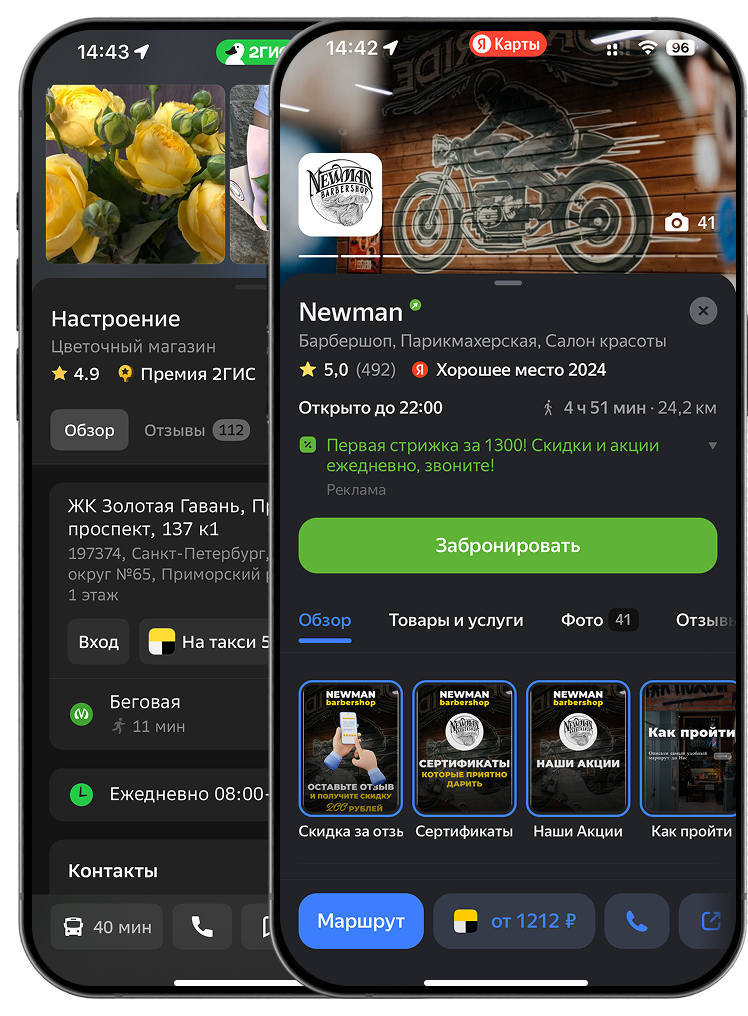 14:43
2ГИС
Настроение
Цветочный магазин
4.9
Премия 2ГИС
Обзор
Отзывы 112
ЖК Золотая Гавань,
проспект, 137 к1
197374, Санкт-Петербург,
округ №65, Приморский
1 этаж
Вход
На такси
Беговая
11 мин
Ежедневно 08:00-
Контакты
40 мин
14:42
Я Карты
96
NEWMAN
BARBERSHOP
41
Newman
Барбершоп, Парикмахерская, Салон красоты
5,0 (492)
Я Хорошее место 2024
Открыто до 22:00
4 ч 51 мин · 24,2 км
Первая стрижка за 1300! Скидки и акции
ежедневно, звоните!
Реклама
Забронировать
Обзор
Товары и услуги
Фото 41
Отзывы
NEWMAN
barbershop
ОСТАВЬТЕ ОТЗЫВ
И ПОЛУЧИТЕ СКИДКУ
200 РУБЛЕЙ
Скидка за отзь
NEWMAN
barbershop
СЕРТИФИКАТЫ
КОТОРЫЕ ПРИЯТНО
ДАРИТЬ
Сертификаты
NEWMAN
barbershop
НАШИ АКЦИИ
Наши Акции
Как пройти
Описали самый удобный
маршрут до Нас
Как пройти
Маршрут
от 1212 ₽